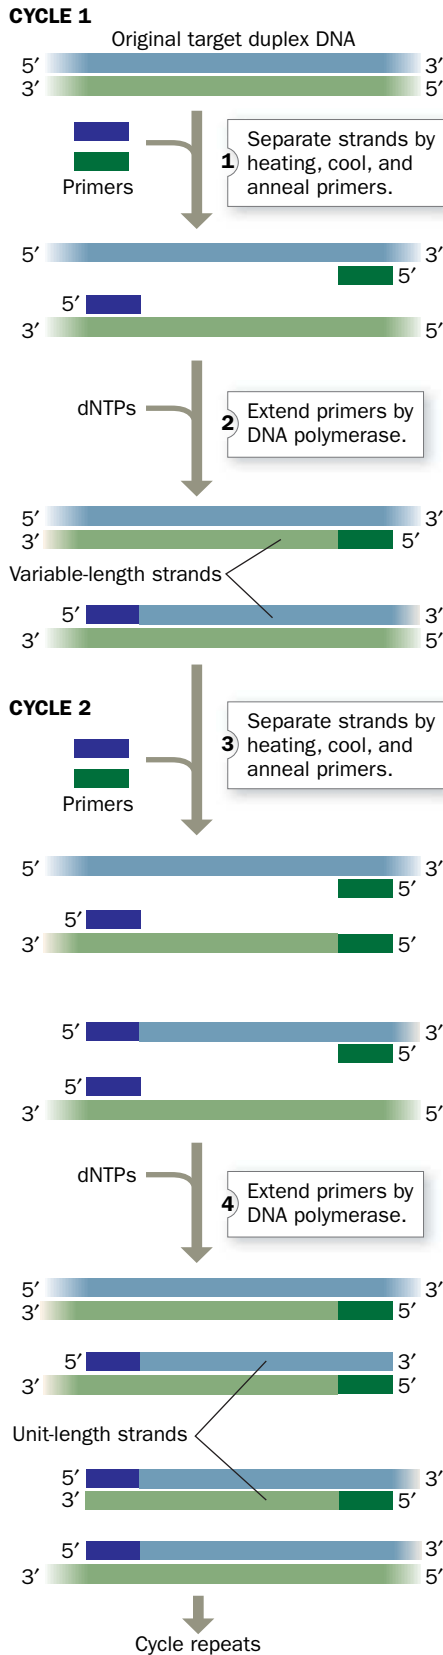 CYCLE 1
Original target duplex DNA
5′ 3′
3′ 5′
Primers
1 Separate strands by
heating, cool, and
anneal primers.
5′ 3′
5′
5′
3′ 5′
dNTPs
2 Extend primers by
DNA polymerase.
5′ 3′
3′ 5′
Variable-length strands
5′ 3′
3′ 5′
CYCLE 2
Primers
3 Separate strands by
heating, cool, and
anneal primers.
5′ 3′
5′
5′
3′ 5′
5′ 3′
5′
5′
3′ 5′
dNTPs
4 Extend primers by
DNA polymerase.
5′ 3′
3′ 5′
5′ 3′
3′ 5′
Unit-length strands
5′ 3′
3′ 5′
5′ 3′
3′ 5′
Cycle repeats